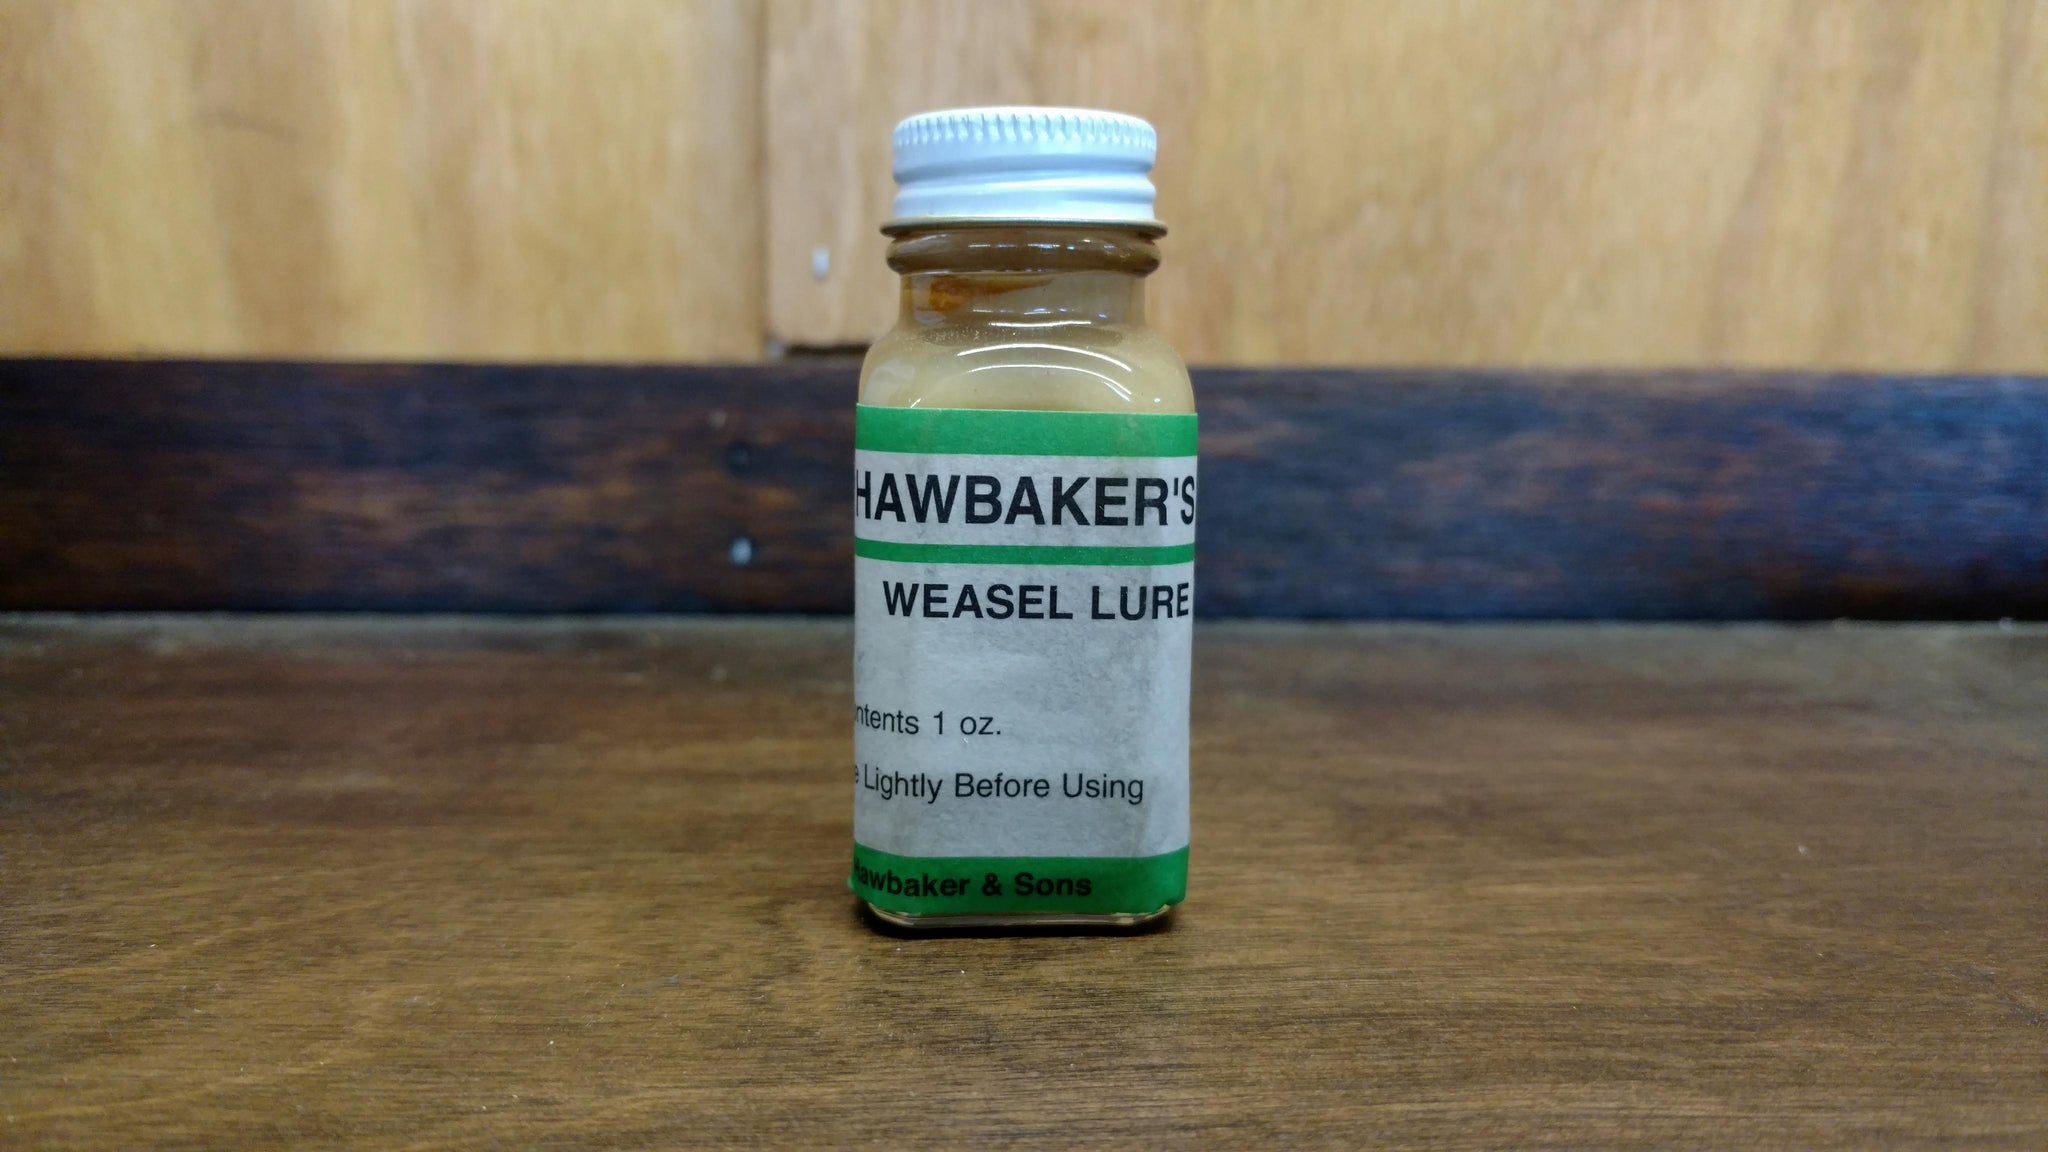 HAWBAKER'S
WEASEL LURE
ntents 1 oz.
e Lightly Before Using
Hawbaker & Sons